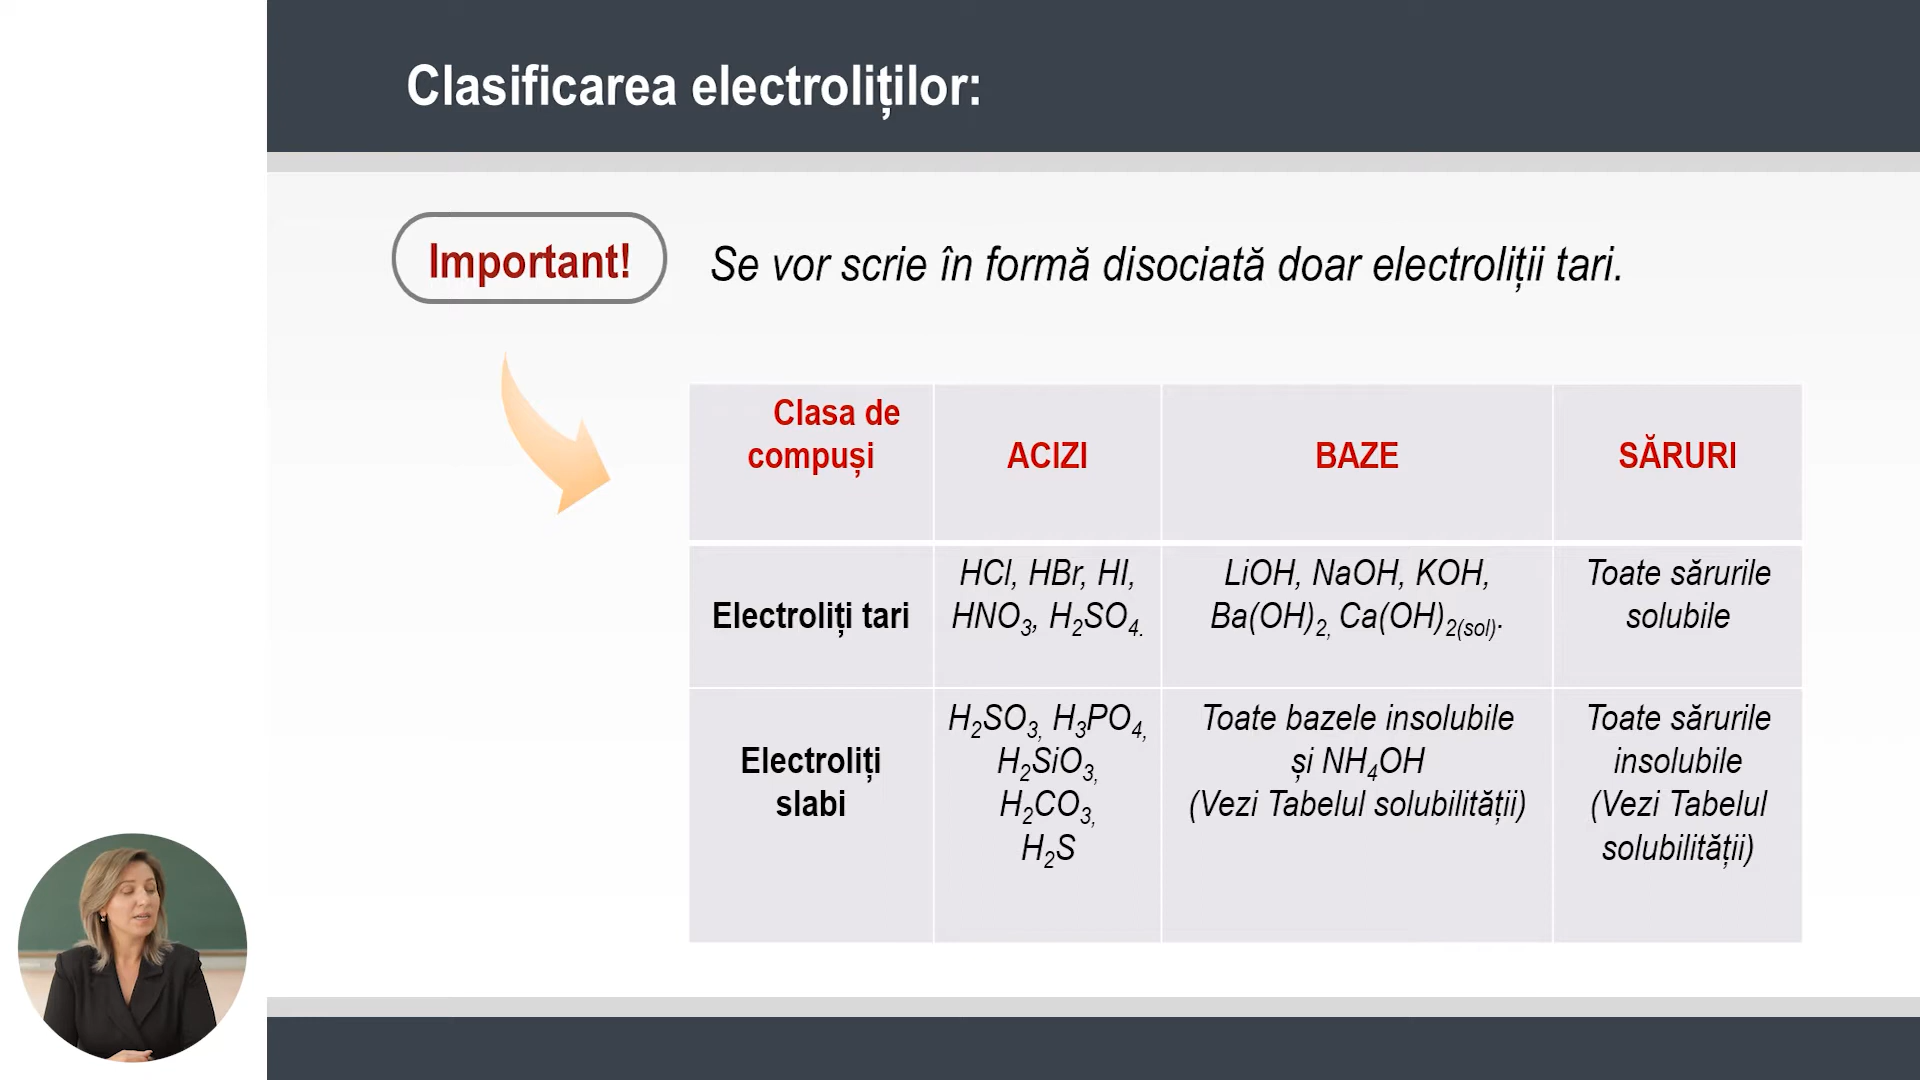 Clasificarea electroliților:
Important!
Se vor scrie în formă disociată doar electroliții tari.
Clasa de
compuși
ACIZI
BAZE
SĂRURI
Electroliți tari
HCl, HBr, HI,
HNO3, H2SO4.
LiOH, NaOH, KOH,
Ba(OH)2, Ca(OH)2(sol).
Toate sărurile
solubile
Electroliți
slabi
H2SO3, H3PO4,
H2SiO3,
H2CO3,
H2S
Toate bazele insolubile
și NH4OH
(Vezi Tabelul solubilității)
Toate sărurile
insolubile
(Vezi Tabelul
solubilității)